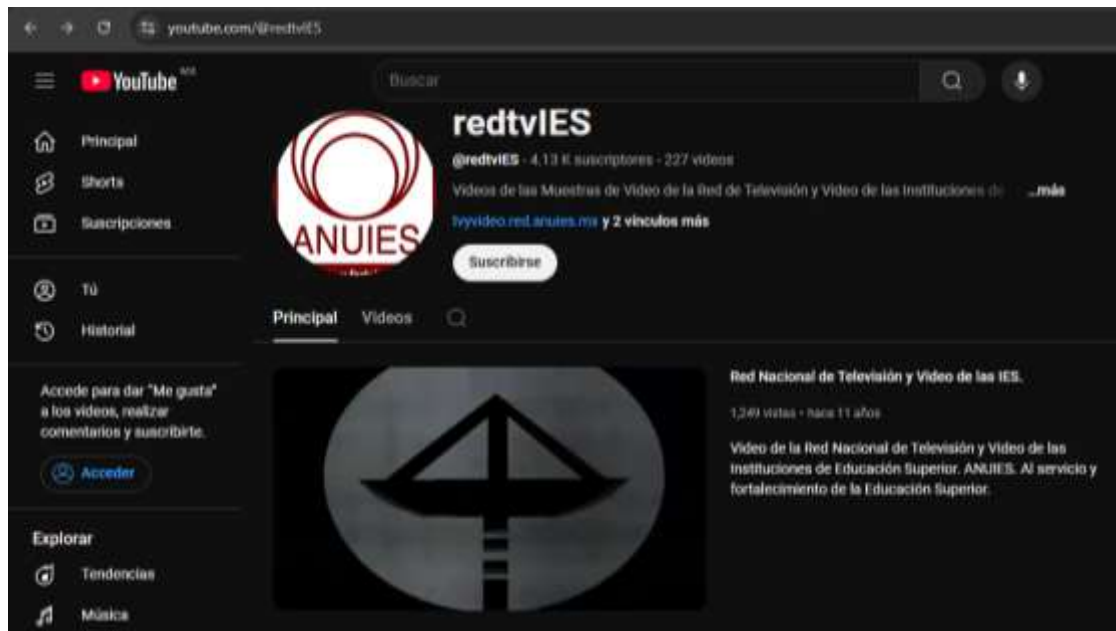 youtube.com/@redtvIES
YouTube MX
Buscar
Principal
Shorts
Suscripciones
Tú
Historial
Accede para dar "Me gusta"
a los videos, realizar
comentarios y suscribirte.
Acceder
Explorar
Tendencias
Música
ANUIES
redtvIES
@redtvIES - 4.13 K suscriptores - 227 videos
Videos de las Muestras de Video de la Red de Televisión y Video de las Instituciones de ...más
tvyvideo.red.anuies.mx y 2 vínculos más
Suscribirse
Principal
Videos
Red Nacional de Televisión y Video de las IES.
1,249 vistas • hace 11 años
Video de la Red Nacional de Televisión y Video de las
Instituciones de Educación Superior. ANUIES. Al servicio y
fortalecimiento de la Educación Superior.